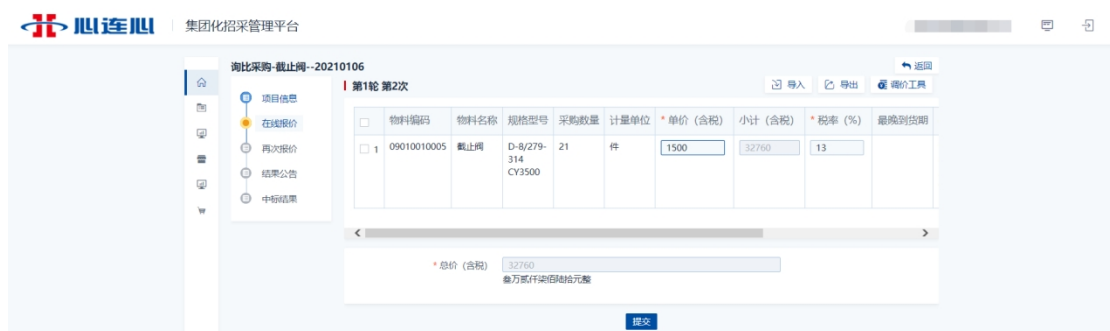 心连心 集团化招采管理平台
询比采购-截止阀--20210106 返回
第1轮 第2次 导入 导出 调价工具
项目信息
在线报价
再次报价
结果公告
中标结果
物料编码 物料名称 规格型号 采购数量 计量单位 * 单价（含税） 小计（含税） * 税率（%） 最晚到货期
1 09010010005 截止阀 D-8/279- 21 件 1500 32760 13
314
CY3500
* 总价（含税） 32760
叁万贰仟柒佰陆拾元整
提交